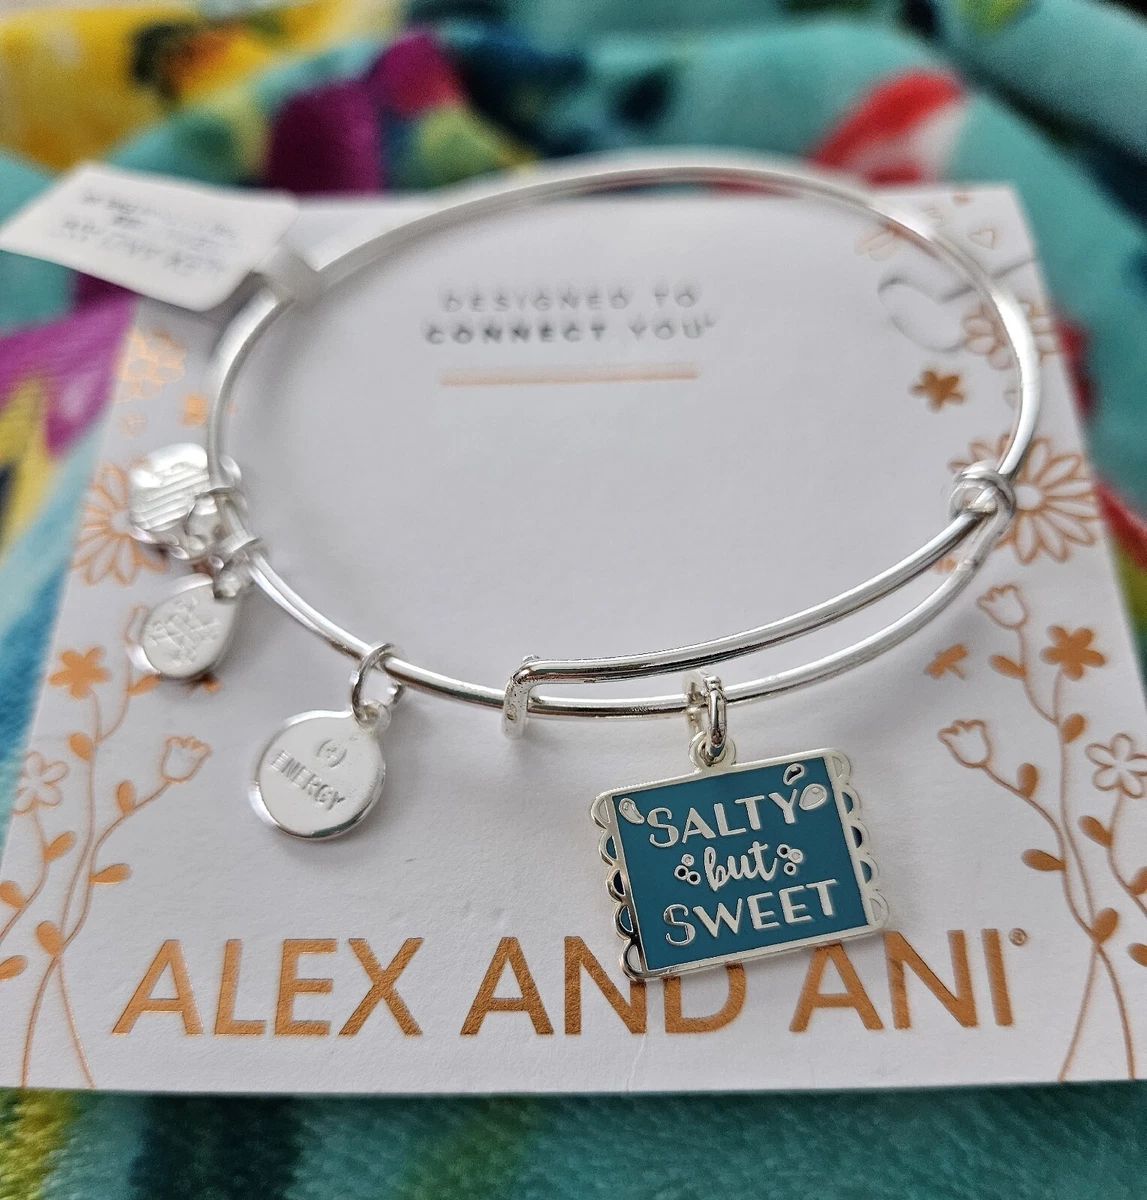 DESIGNED TO
CONNECT YOU
(+)
ENERGY
SALTY
but
SWEET
ALEX AND ANI®